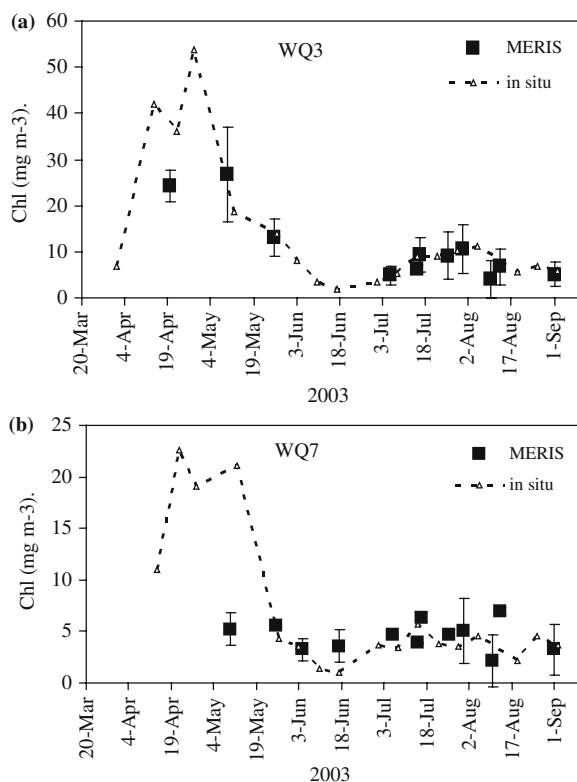 (a)
WQ3
MERIS
in situ
Chl (mg m-3).
60
50
40
30
20
10
0
20-Mar
4-Apr
19-Apr
4-May
19-May
3-Jun
18-Jun
3-Jul
18-Jul
2-Aug
17-Aug
1-Sep
2003
(b)
WQ7
MERIS
in situ
Chl (mg m-3).
25
20
15
10
5
0
20-Mar
4-Apr
19-Apr
4-May
19-May
3-Jun
18-Jun
3-Jul
18-Jul
2-Aug
17-Aug
1-Sep
2003